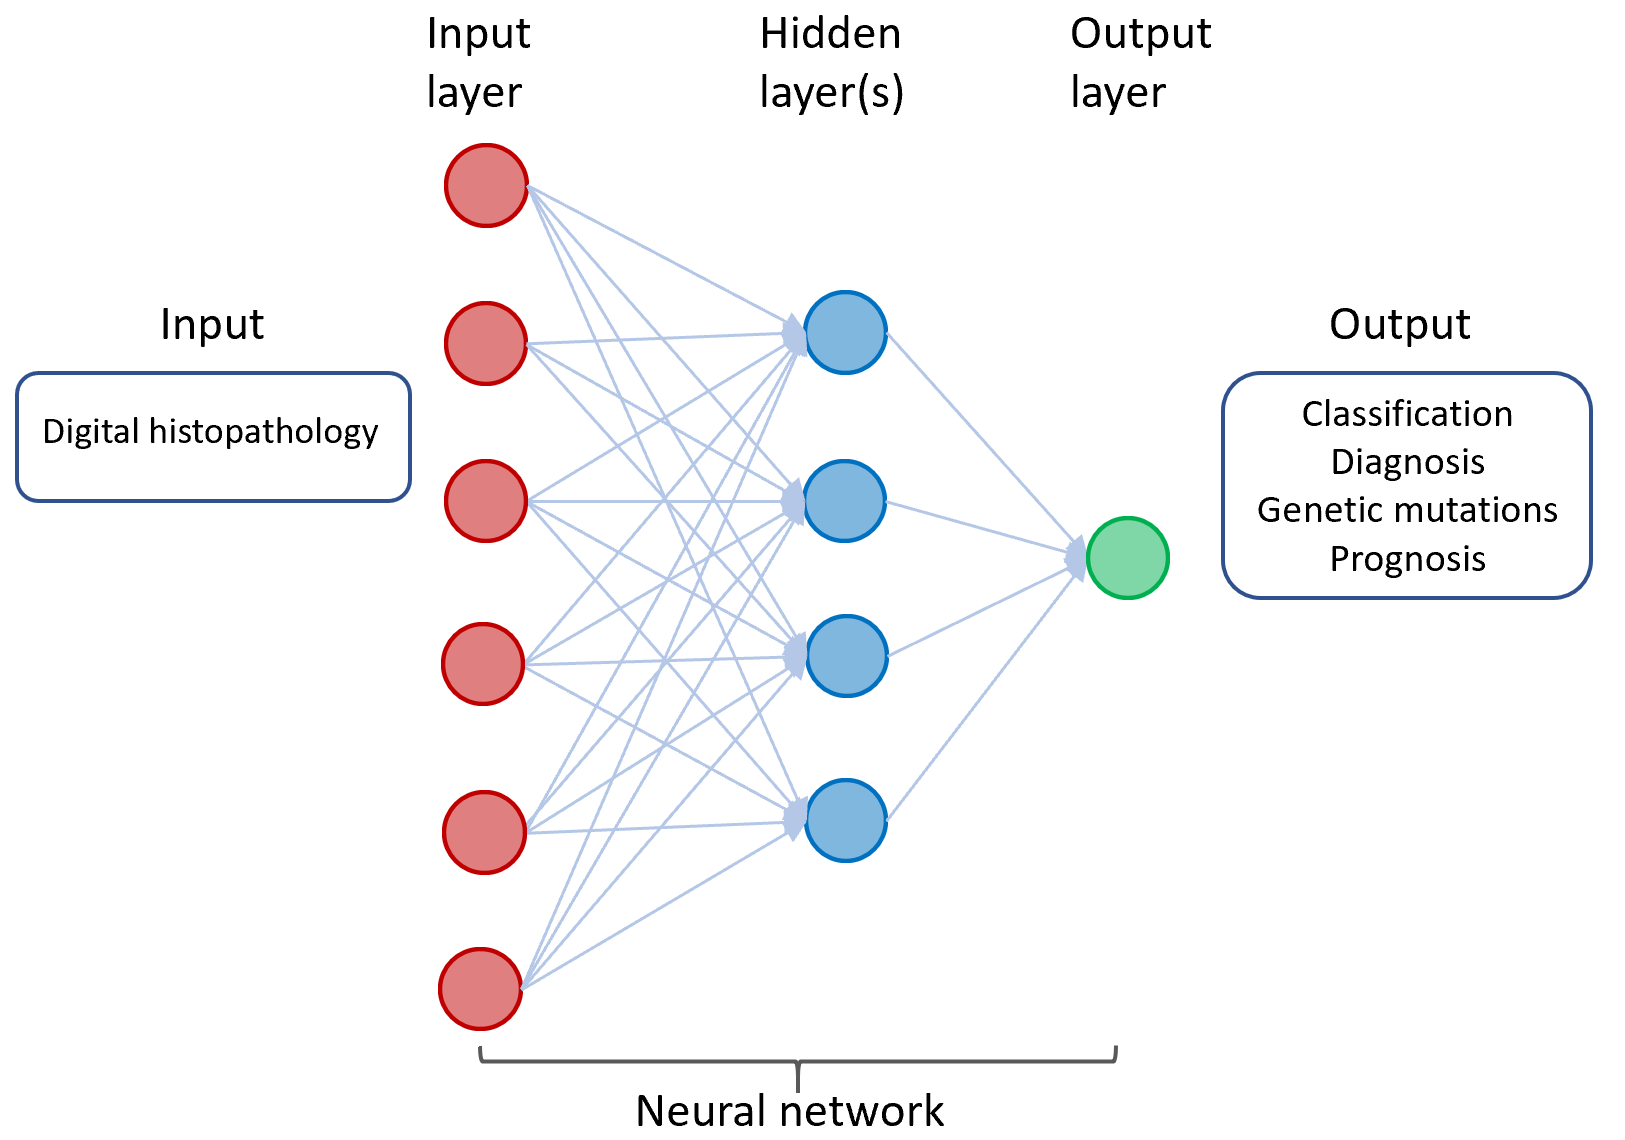 Input
layer
Hidden
layer(s)
Output
layer
Input
Digital histopathology
Output
Classification
Diagnosis
Genetic mutations
Prognosis
Neural network